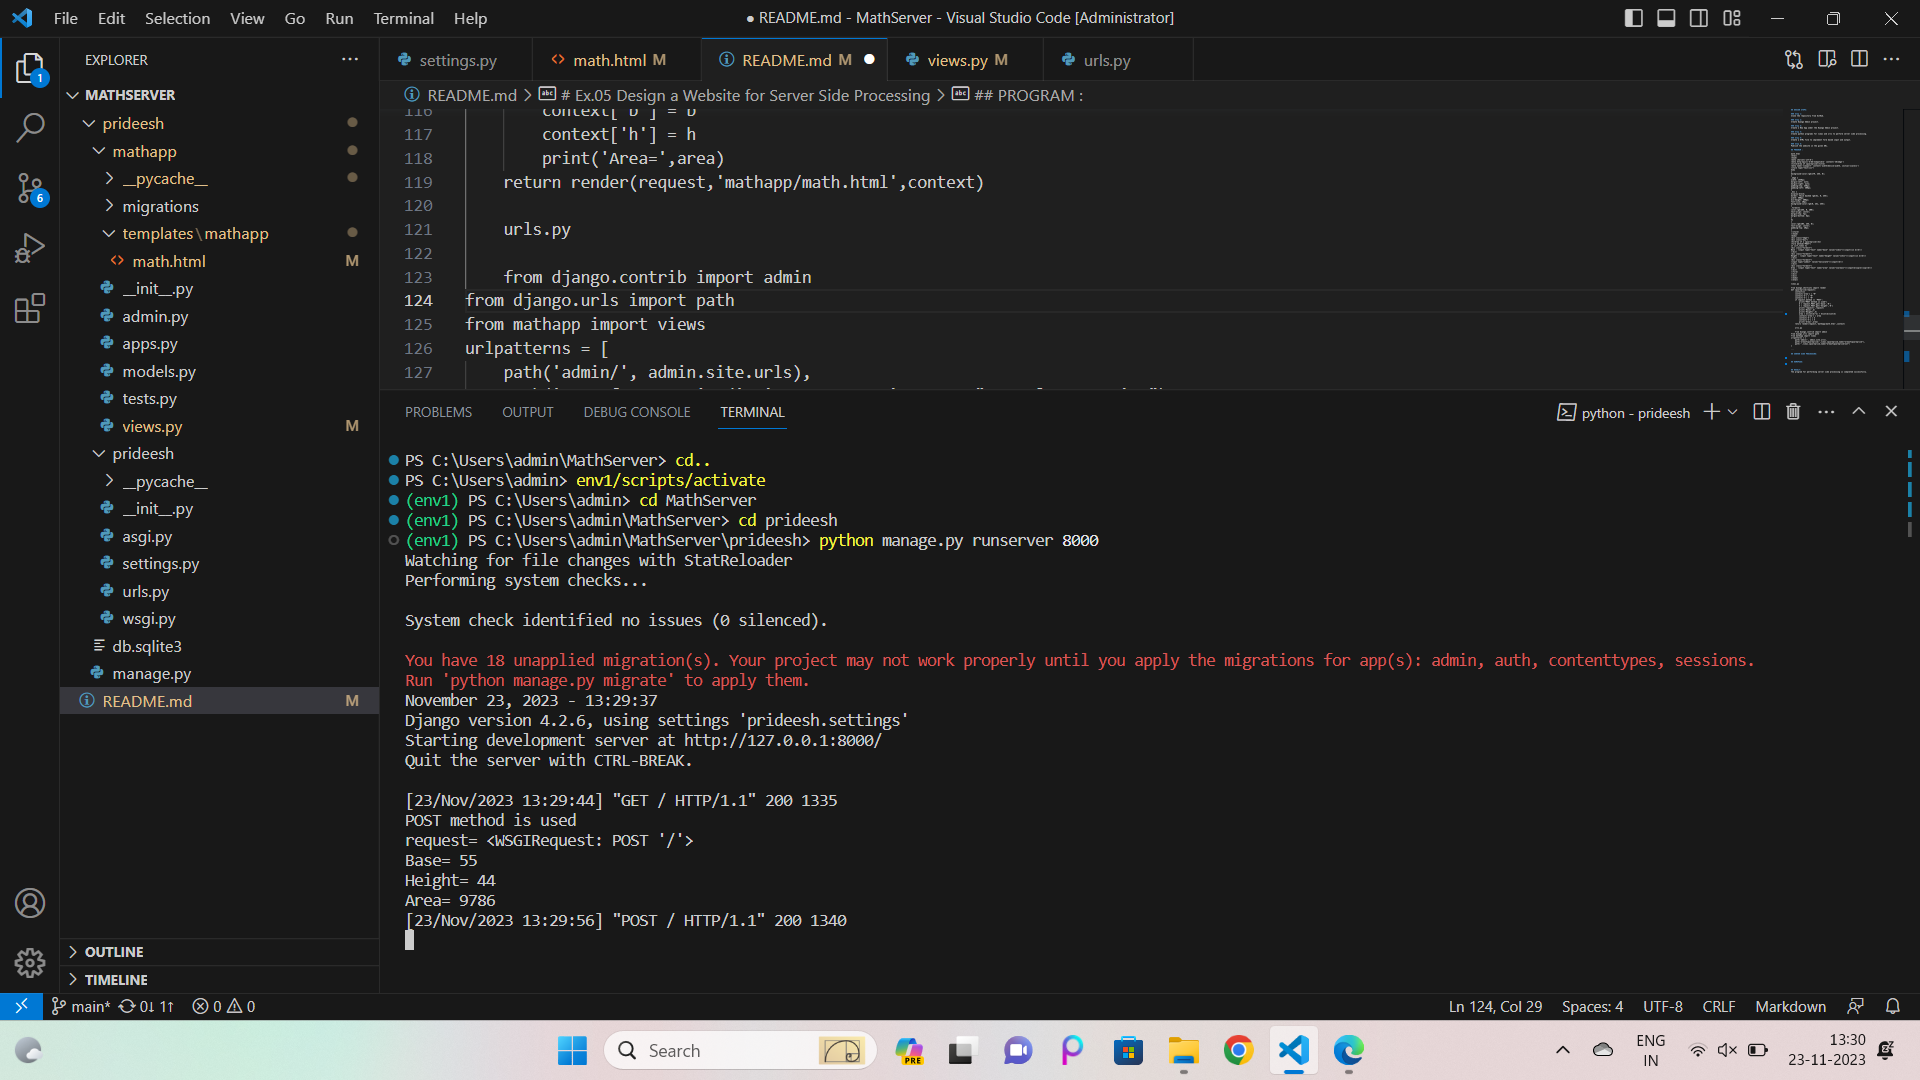 File Edit Selection View Go Run Terminal Help
● README.md - MathServer - Visual Studio Code [Administrator]
EXPLORER
MATHSERVER
prideesh
mathapp
__pycache__
migrations
templates\mathapp
math.html M
__init__.py
admin.py
apps.py
models.py
tests.py
views.py M
prideesh
__pycache__
__init__.py
asgi.py
settings.py
urls.py
wsgi.py
db.sqlite3
manage.py
README.md M
OUTLINE
TIMELINE
1
6
settings.py math.html M README.md M views.py M urls.py
README.md > # Ex.05 Design a Website for Server Side Processing > ## PROGRAM :
116 context['b'] = b
117 context['h'] = h
118 print('Area=',area)
119 return render(request,'mathapp/math.html',context)
120
121 urls.py
122
123 from django.contrib import admin
124 from django.urls import path
125 from mathapp import views
126 urlpatterns = [
127 path('admin/', admin.site.urls),
PROBLEMS OUTPUT DEBUG CONSOLE TERMINAL
python - prideesh
PS C:\Users\admin\MathServer> cd..
PS C:\Users\admin> env1/scripts/activate
(env1) PS C:\Users\admin> cd MathServer
(env1) PS C:\Users\admin\MathServer> cd prideesh
(env1) PS C:\Users\admin\MathServer\prideesh> python manage.py runserver 8000
Watching for file changes with StatReloader
Performing system checks...
System check identified no issues (0 silenced).
You have 18 unapplied migration(s). Your project may not work properly until you apply the migrations for app(s): admin, auth, contenttypes, sessions.
Run 'python manage.py migrate' to apply them.
November 23, 2023 - 13:29:37
Django version 4.2.6, using settings 'prideesh.settings'
Starting development server at http://127.0.0.1:8000/
Quit the server with CTRL-BREAK.
[23/Nov/2023 13:29:44] "GET / HTTP/1.1" 200 1335
POST method is used
request= <WSGIRequest: POST '/'>
Base= 55
Height= 44
Area= 9786
[23/Nov/2023 13:29:56] "POST / HTTP/1.1" 200 1340
main* 0↓ 1↑ 0 0
Ln 124, Col 29 Spaces: 4 UTF-8 CRLF Markdown
Search
PRE
ENG
IN
13:30
23-11-2023